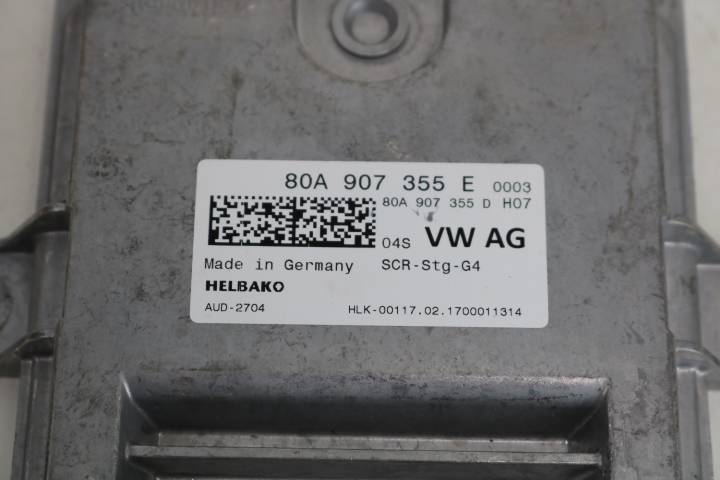 80A 907 355 E 0003
80A 907 355 D H07
04S VW AG
Made in Germany SCR-Stg-G4
HELBAKO
AUD-2704 HLK-00117.02.1700011314